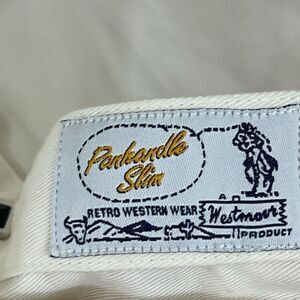 Panhandle
Slim
RETRO WESTERN WEAR
Westmoor
PRODUCT